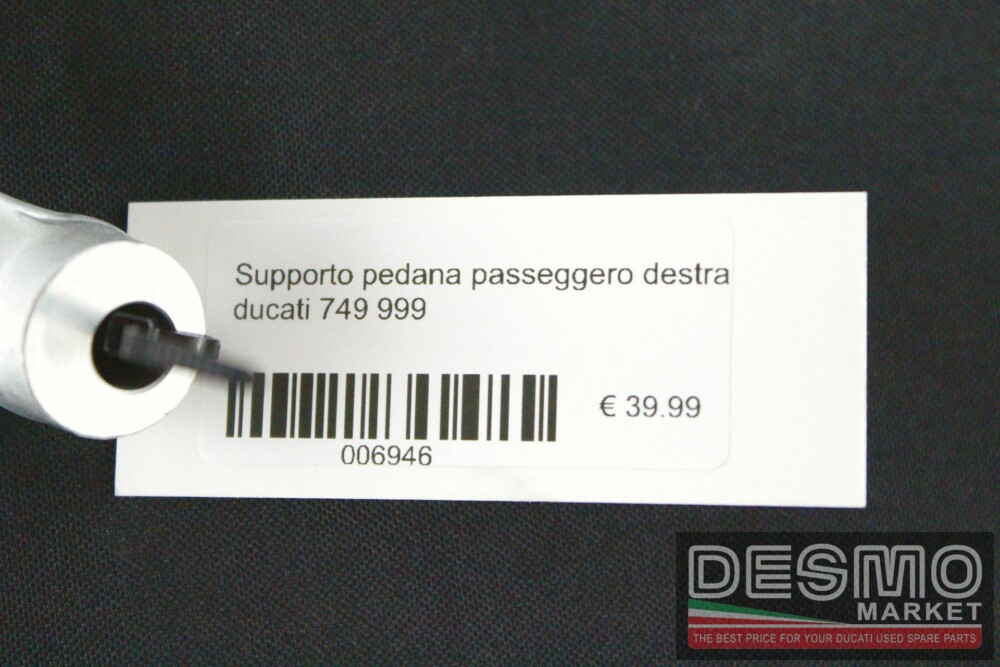 Supporto pedana passeggero destra
ducati 749 999
€ 39.99
006946
DESMO
MARKET
THE BEST PRICE FOR YOUR DUCATI USED SPARE PARTS